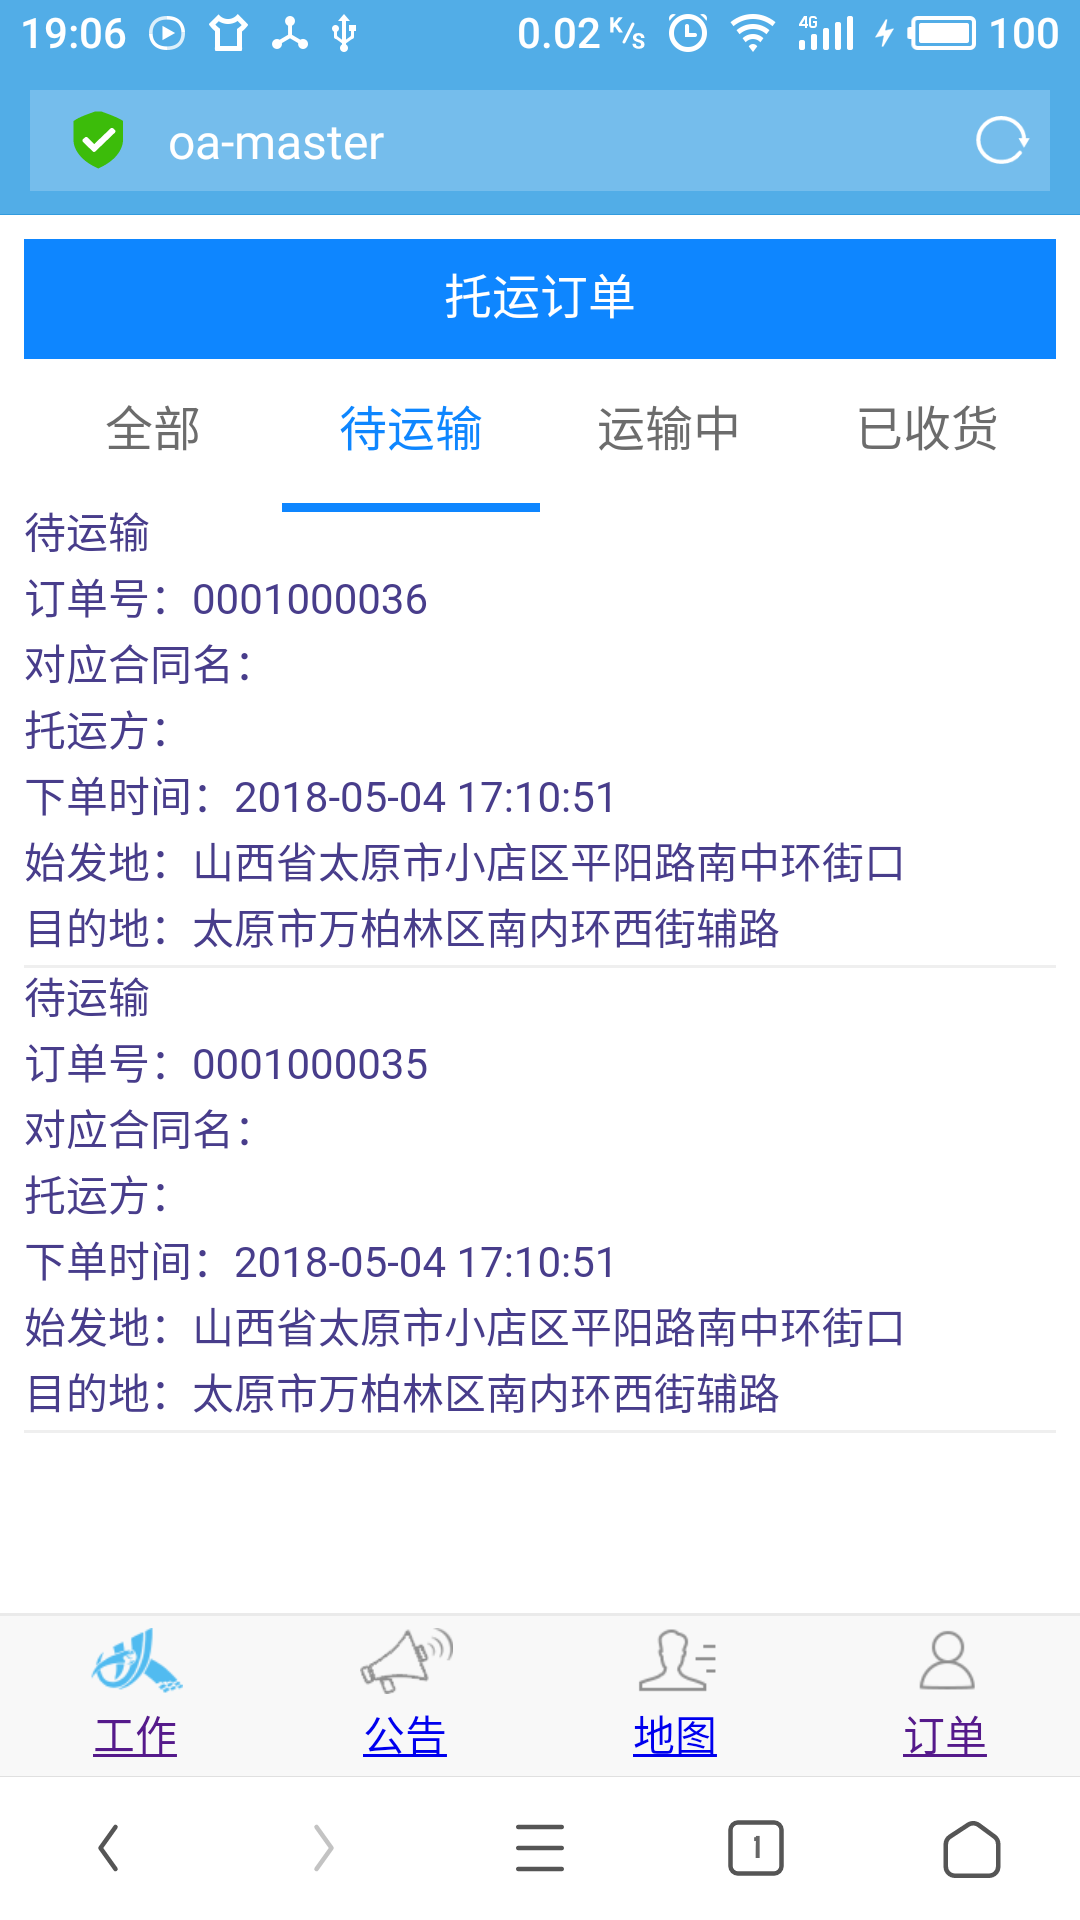 19:06 0.02 K/s 4G 100
oa-master
托运订单
全部 待运输 运输中 已收货
待运输
订单号：0001000036
对应合同名：
托运方：
下单时间：2018-05-04 17:10:51
始发地：山西省太原市小店区平阳路南中环街口
目的地：太原市万柏林区南内环西街辅路
待运输
订单号：0001000035
对应合同名：
托运方：
下单时间：2018-05-04 17:10:51
始发地：山西省太原市小店区平阳路南中环街口
目的地：太原市万柏林区南内环西街辅路
工作 公告 地图 订单
1